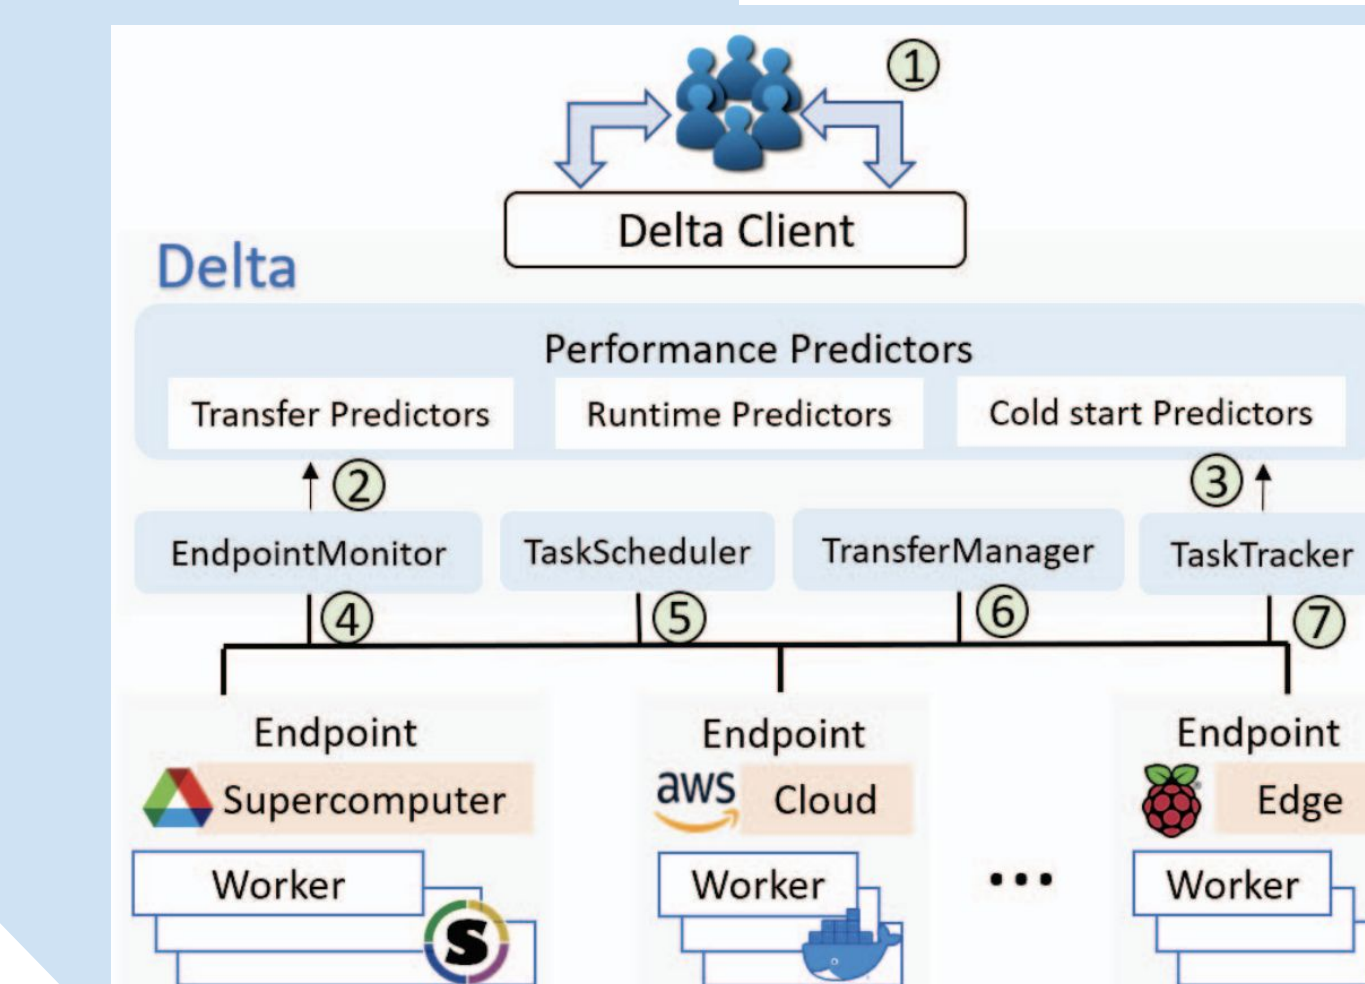 ①
Delta Client
Delta
Performance Predictors
Transfer Predictors Runtime Predictors Cold start Predictors
② ③
EndpointMonitor TaskScheduler TransferManager TaskTracker
④ ⑤ ⑥ ⑦
Endpoint Endpoint Endpoint
Supercomputer aws Cloud Edge
Worker Worker ... Worker
S